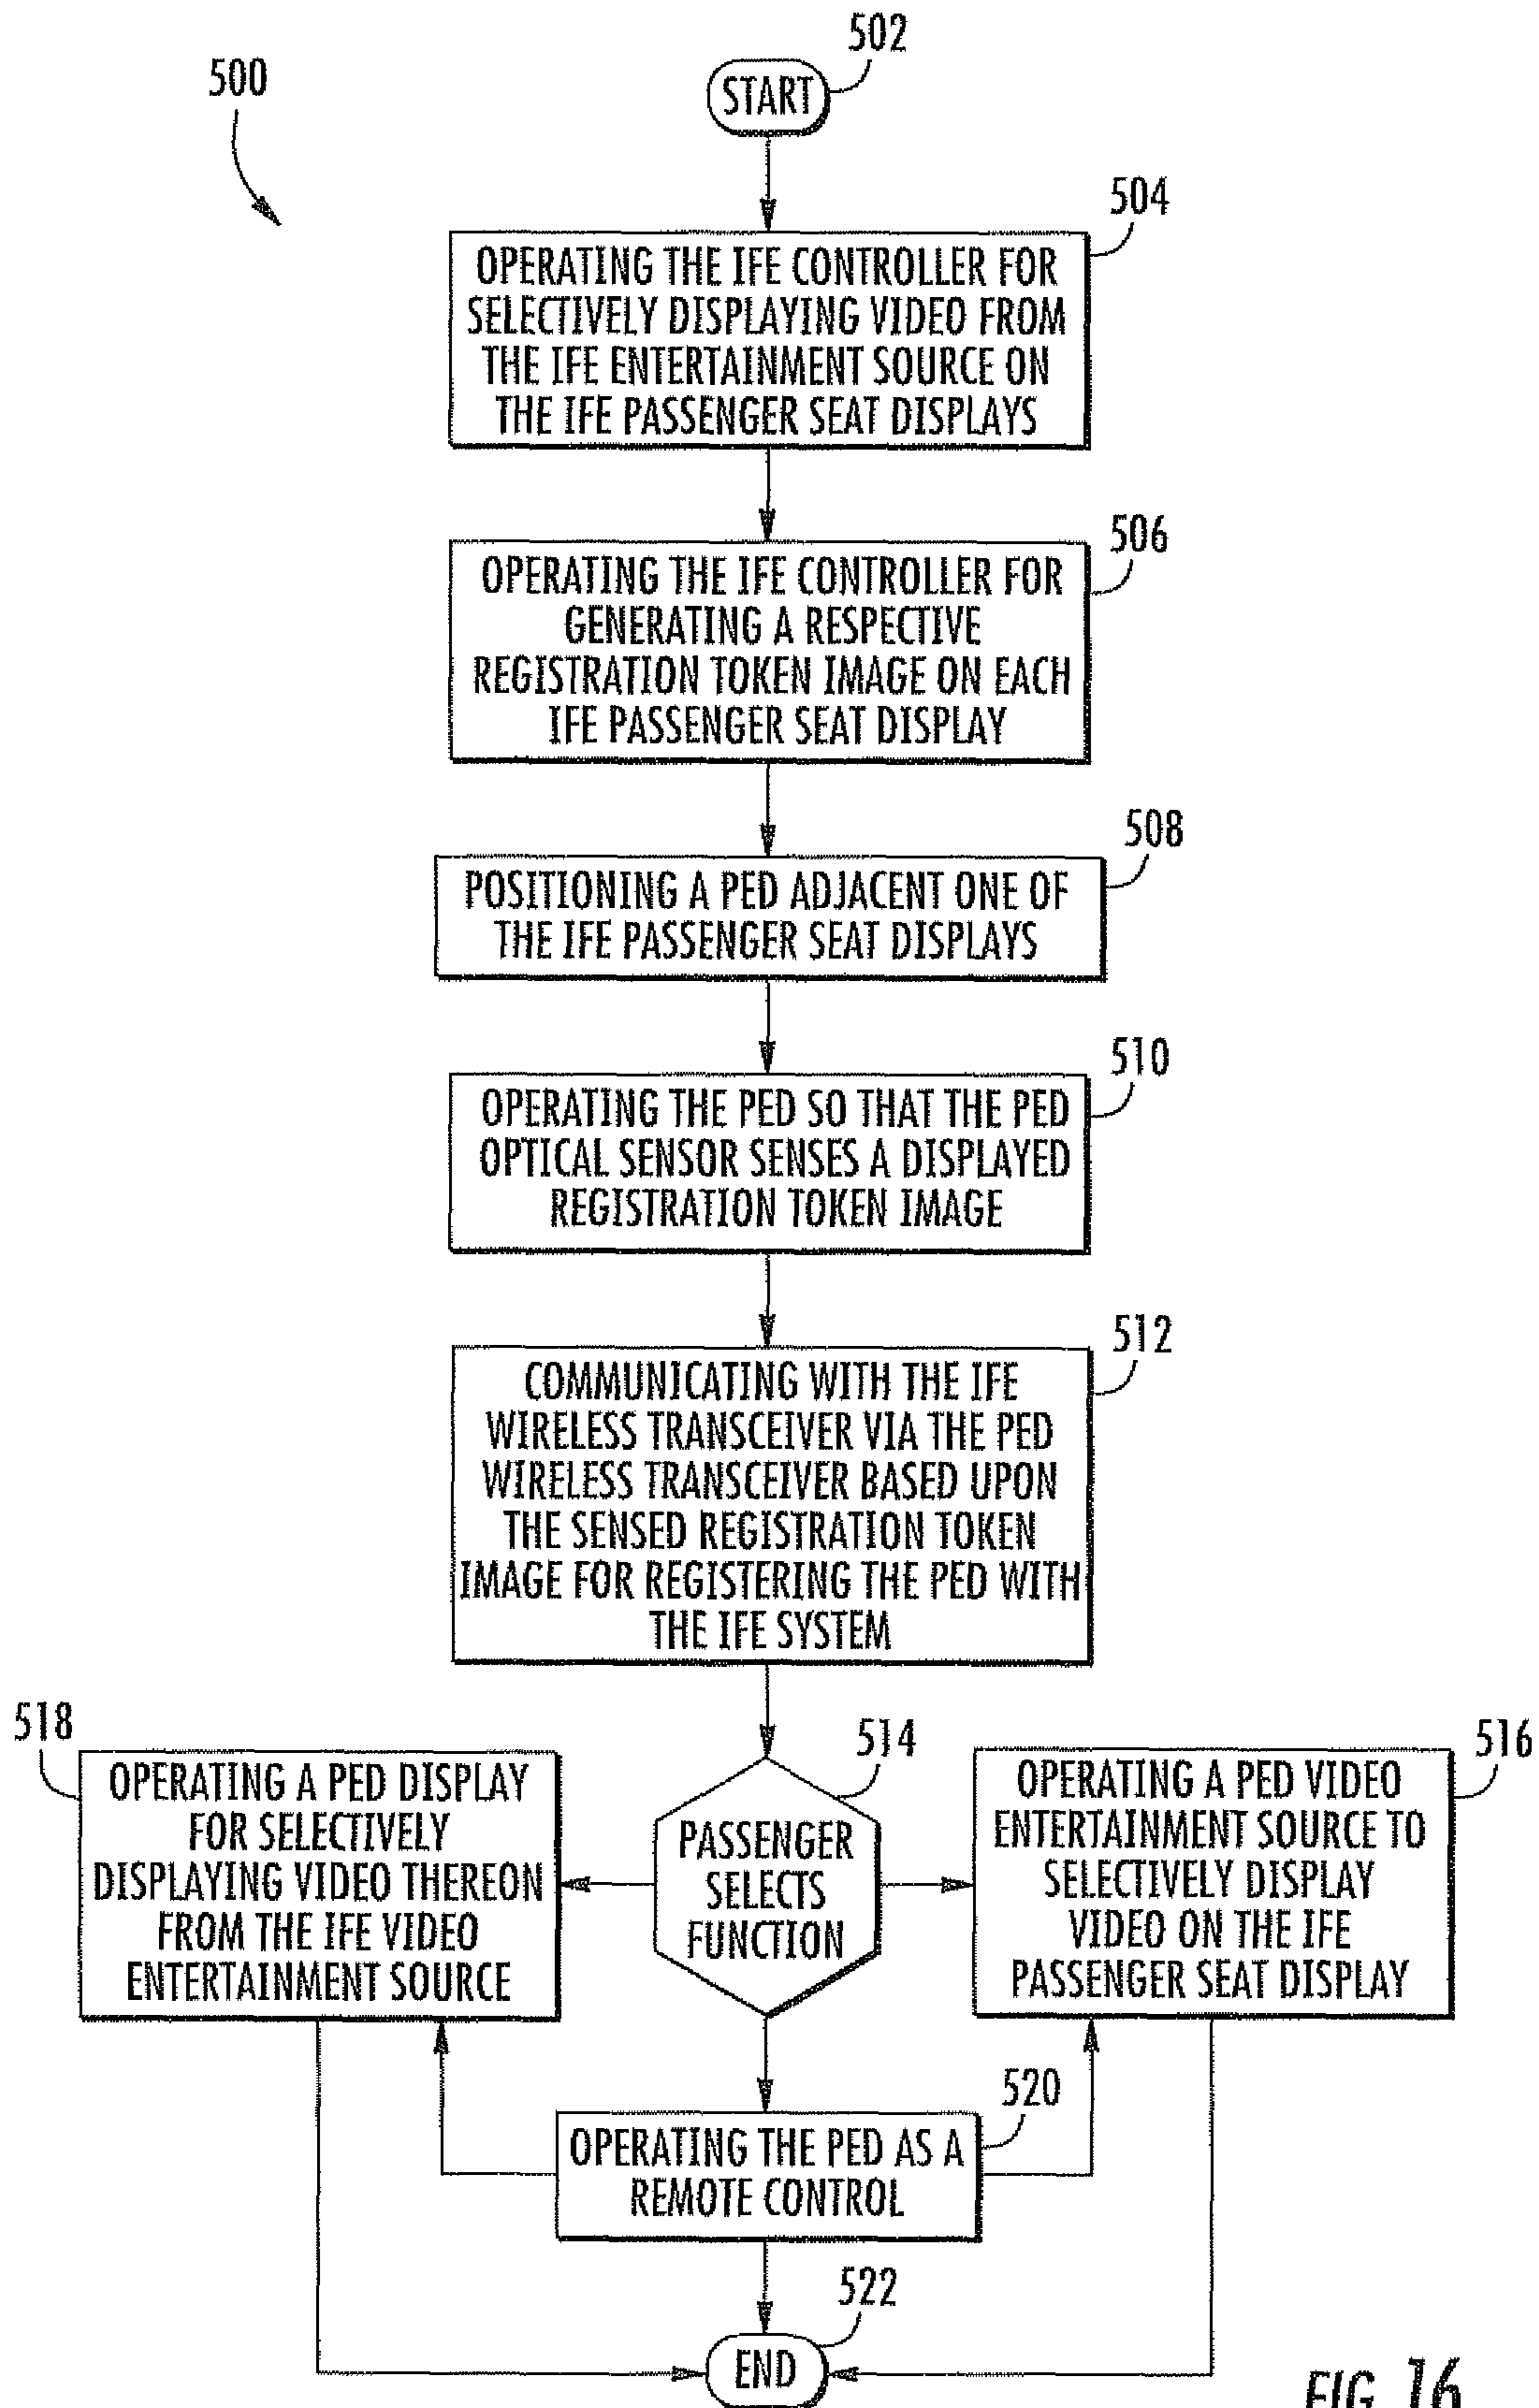 500
502
START
504
OPERATING THE IFE CONTROLLER FOR
SELECTIVELY DISPLAYING VIDEO FROM
THE IFE ENTERTAINMENT SOURCE ON
THE IFE PASSENGER SEAT DISPLAYS
506
OPERATING THE IFE CONTROLLER FOR
GENERATING A RESPECTIVE
REGISTRATION TOKEN IMAGE ON EACH
IFE PASSENGER SEAT DISPLAY
508
POSITIONING A PED ADJACENT ONE OF
THE IFE PASSENGER SEAT DISPLAYS
510
OPERATING THE PED SO THAT THE PED
OPTICAL SENSOR SENSES A DISPLAYED
REGISTRATION TOKEN IMAGE
512
COMMUNICATING WITH THE IFE
WIRELESS TRANSCEIVER VIA THE PED
WIRELESS TRANSCEIVER BASED UPON
THE SENSED REGISTRATION TOKEN
IMAGE FOR REGISTERING THE PED WITH
THE IFE SYSTEM
518
OPERATING A PED DISPLAY
FOR SELECTIVELY
DISPLAYING VIDEO THEREON
FROM THE IFE VIDEO
ENTERTAINMENT SOURCE
514
PASSENGER
SELECTS
FUNCTION
516
OPERATING A PED VIDEO
ENTERTAINMENT SOURCE TO
SELECTIVELY DISPLAY
VIDEO ON THE IFE
PASSENGER SEAT DISPLAY
520
OPERATING THE PED AS A
REMOTE CONTROL
522
END
FIG. 16